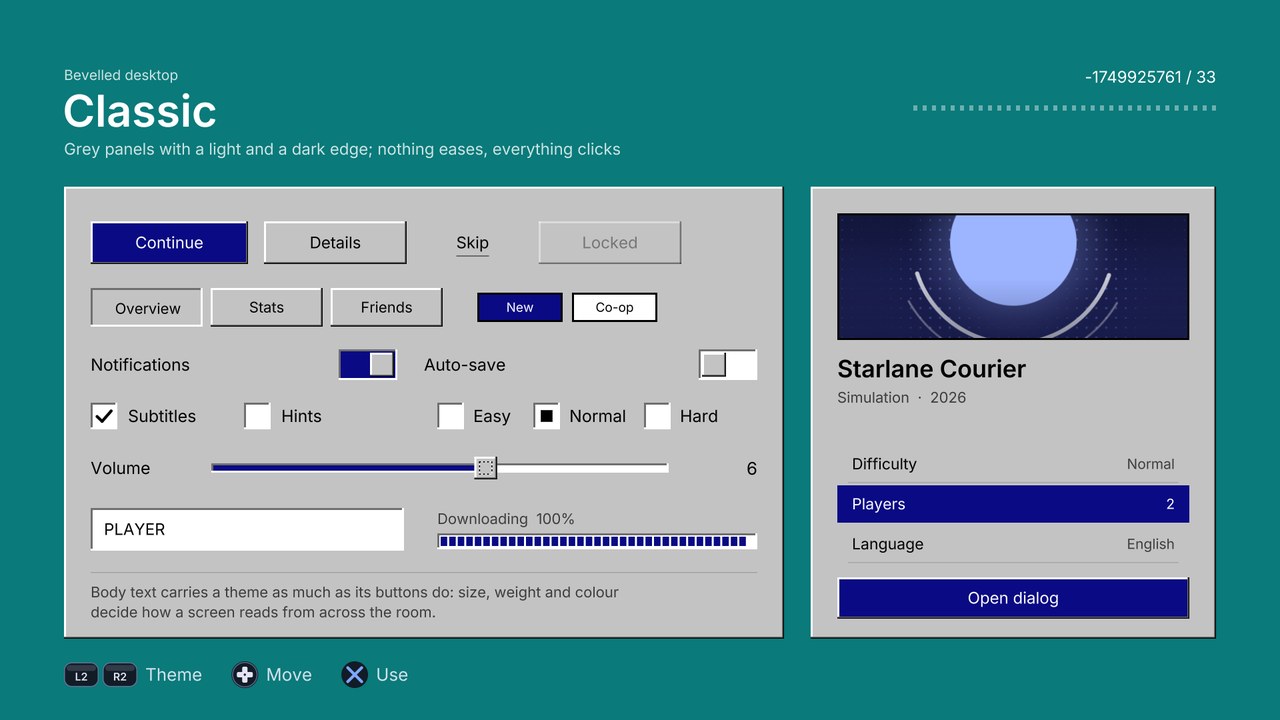 Bevelled desktop
Classic
Grey panels with a light and a dark edge; nothing eases, everything clicks
-1749925761 / 33
Continue
Details
Skip
Locked
Overview
Stats
Friends
New
Co-op
Notifications
Auto-save
Subtitles
Hints
Easy
Normal
Hard
Volume
6
PLAYER
Downloading 100%
Body text carries a theme as much as its buttons do: size, weight and colour
decide how a screen reads from across the room.
Starlane Courier
Simulation · 2026
Difficulty Normal
Players 2
Language English
Open dialog
L2 R2 Theme Move Use